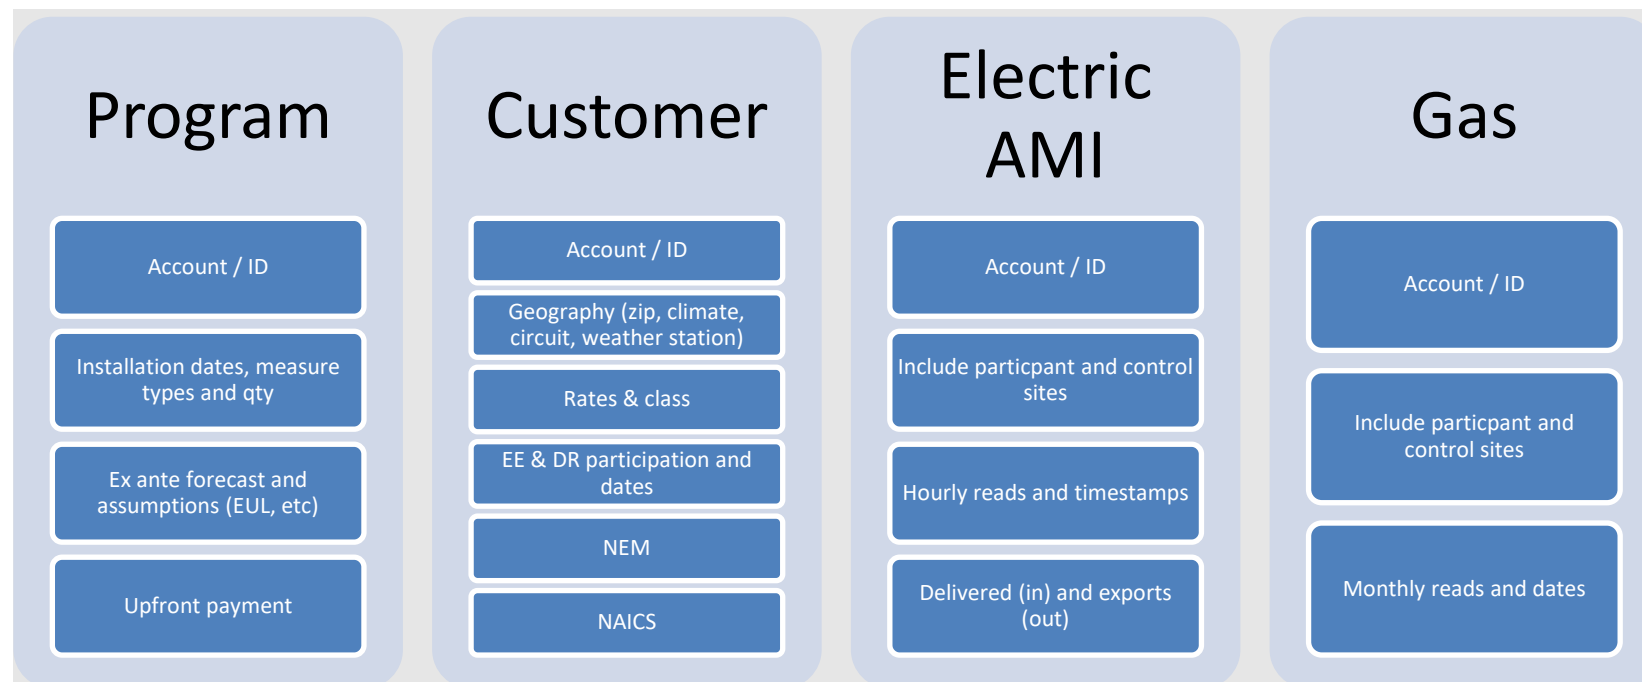 Program
Account / ID
Installation dates, measure
types and qty
Ex ante forecast and
assumptions (EUL, etc)
Upfront payment
Customer
Account / ID
Geography (zip, climate,
circuit, weather station)
Rates & class
EE & DR participation and
dates
NEM
NAICS
Electric
AMI
Account / ID
Include particpant and control
sites
Hourly reads and timestamps
Delivered (in) and exports
(out)
Gas
Account / ID
Include particpant and
control sites
Monthly reads and dates